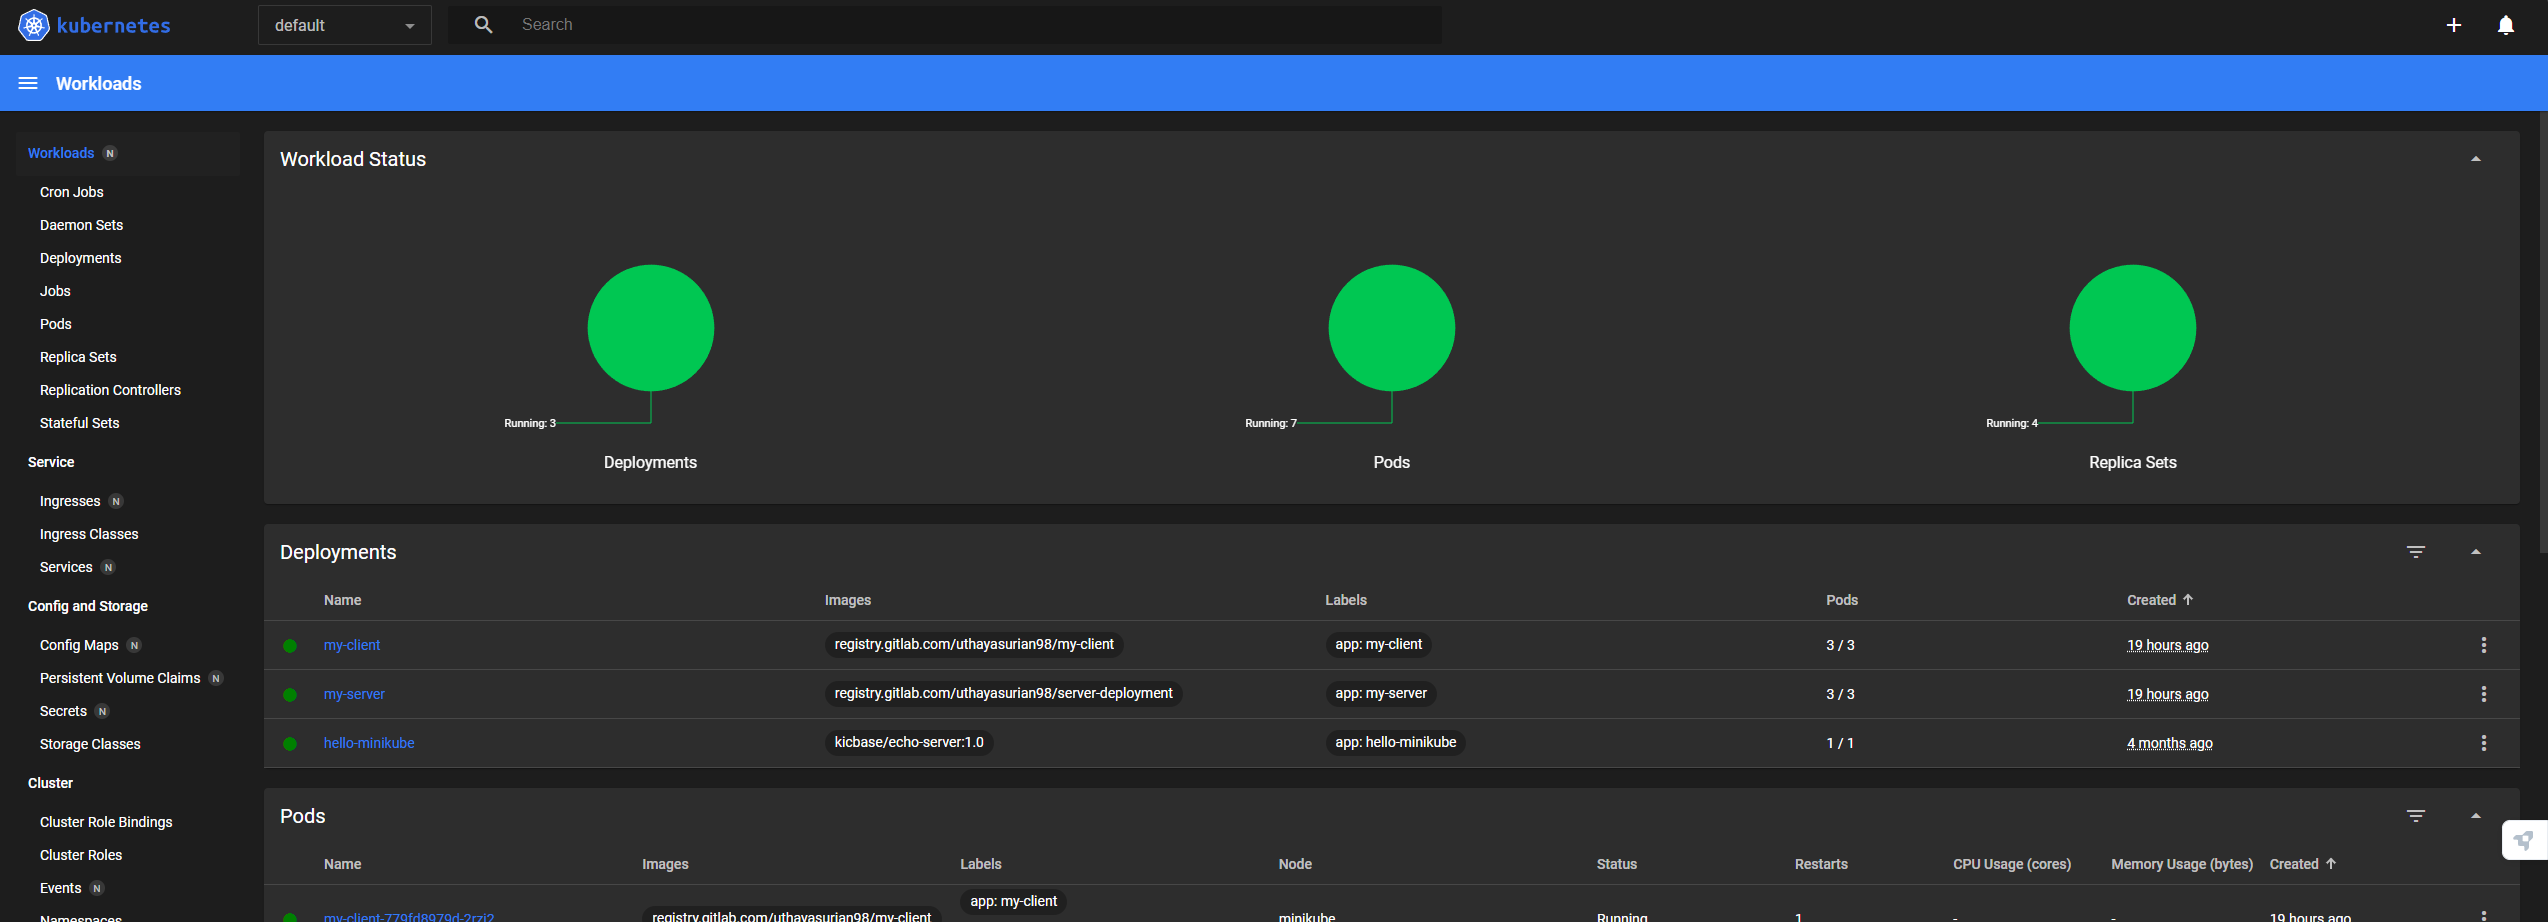 kubernetes
default
Search
Workloads
Workloads N
Cron Jobs
Daemon Sets
Deployments
Jobs
Pods
Replica Sets
Replication Controllers
Stateful Sets
Service
Ingresses N
Ingress Classes
Services N
Config and Storage
Config Maps N
Persistent Volume Claims N
Secrets N
Storage Classes
Cluster
Cluster Role Bindings
Cluster Roles
Events N
Namespaces
Workload Status
Running: 3
Deployments
Running: 7
Pods
Running: 4
Replica Sets
Deployments
Name Images Labels Pods Created
my-client registry.gitlab.com/uthayasurian98/my-client app: my-client 3 / 3 19 hours ago
my-server registry.gitlab.com/uthayasurian98/server-deployment app: my-server 3 / 3 19 hours ago
hello-minikube kicbase/echo-server:1.0 app: hello-minikube 1 / 1 4 months ago
Pods
Name Images Labels Node Status Restarts CPU Usage (cores) Memory Usage (bytes) Created
app: my-client
my-client-779fd8979d-2rzj2 registry.gitlab.com/uthayasurian98/my-client minikube Running 1 - - 19 hours ago